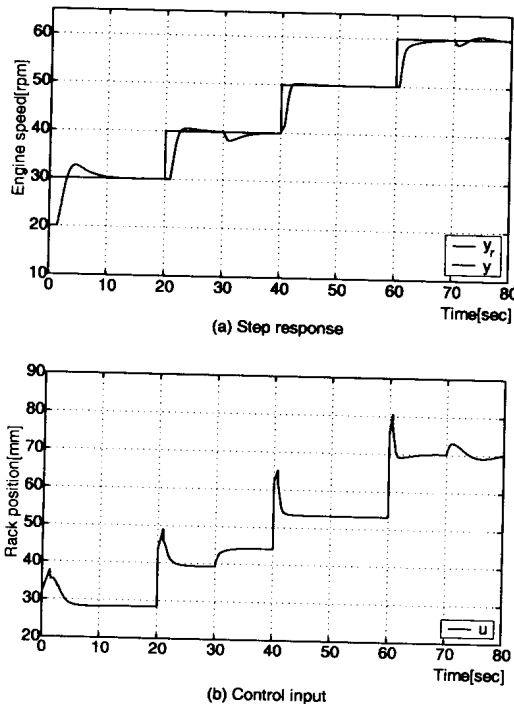 60
50
40
30
20
10
Engine speed[rpm]
0 10 20 30 40 50 60 70 80
y_r
y
Time[sec]
(a) Step response
90
80
70
60
50
40
30
20
Rack position[mm]
0 10 20 30 40 50 60 70 80
u
Time[sec]
(b) Control input